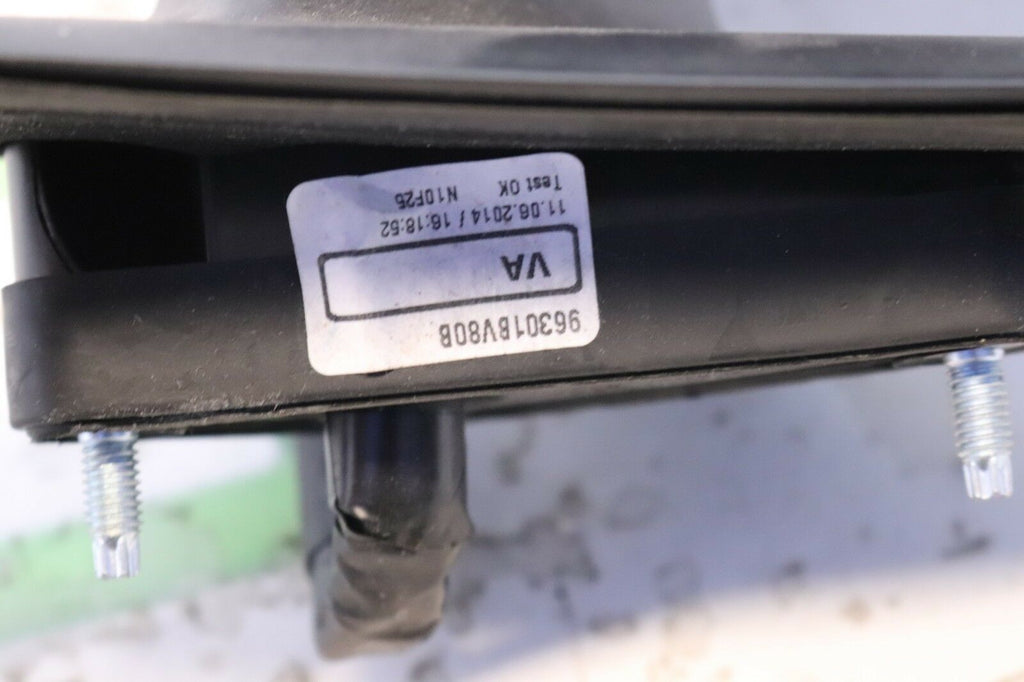 96301BV80B
VA
11.06.2014 / 16:18:52
Test OK N10F25